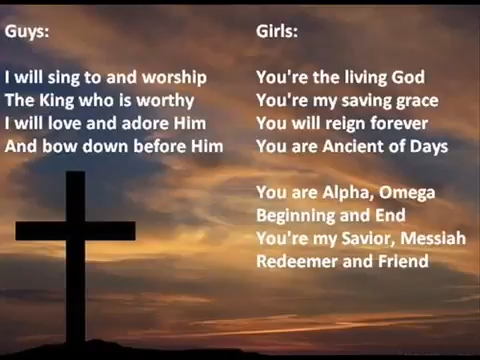 Guys:
I will sing to and worship
The King who is worthy
I will love and adore Him
And bow down before Him
Girls:
You're the living God
You're my saving grace
You will reign forever
You are Ancient of Days
You are Alpha, Omega
Beginning and End
You're my Savior, Messiah
Redeemer and Friend